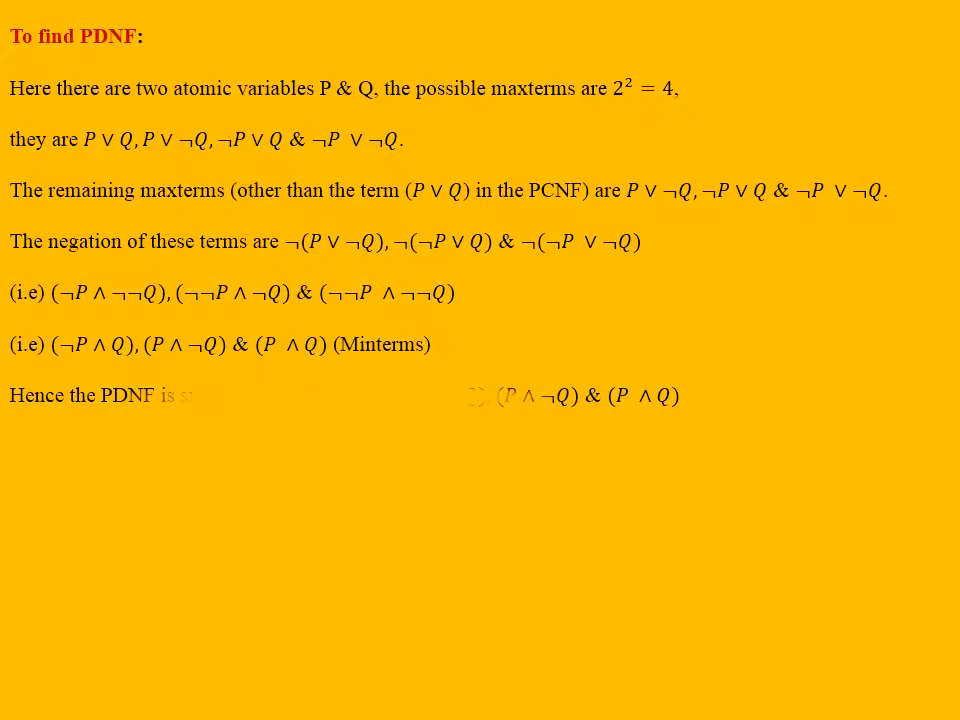 To find PDNF:
Here there are two atomic variables P & Q, the possible maxterms are 2² = 4,
they are P ∨ Q, P ∨ ¬Q, ¬P ∨ Q & ¬P ∨ ¬Q.
The remaining maxterms (other than the term (P ∨ Q) in the PCNF) are P ∨ ¬Q, ¬P ∨ Q & ¬P ∨ ¬Q.
The negation of these terms are ¬(P ∨ ¬Q), ¬(¬P ∨ Q) & ¬(¬P ∨ ¬Q)
(i.e) (¬P ∧ ¬¬Q), (¬¬P ∧ ¬Q) & (¬¬P ∧ ¬¬Q)
(i.e) (¬P ∧ Q), (P ∧ ¬Q) & (P ∧ Q) (Minterms)
Hence the PDNF is (P ∧ ¬Q) & (P ∧ Q)